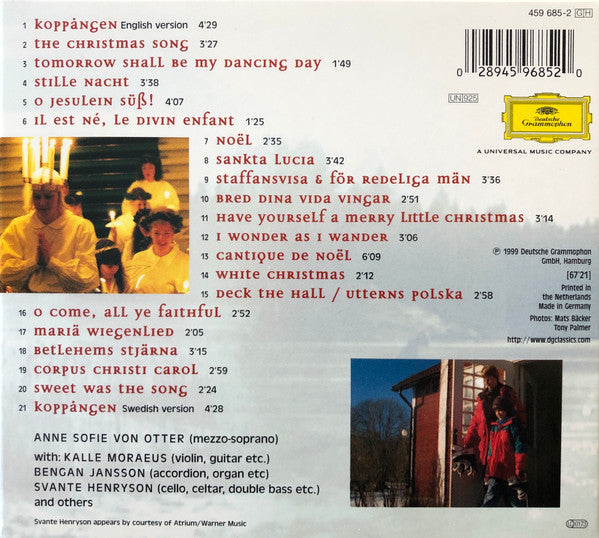 459 685-2 GH
1 Koppången English version 4'29
2 The Christmas Song 3'27
3 Tomorrow shall be my dancing day 1'49
4 Stille Nacht 3'38
5 O Jesulein süß! 4'07
6 Il est né, le divin enfant 1'25
7 Noël 2'35
8 Sankta Lucia 3'42
9 Staffansvisa & För redeliga män 3'36
10 Bred dina vida vingar 2'51
11 Have yourself a merry little Christmas 3'14
12 I wonder as I wander 3'06
13 Cantique de Noël 6'09
14 White Christmas 2'12
15 Deck the hall / Utterns polska 2'58
16 O come, all ye faithful 2'52
17 Mariä Wiegenlied 2'05
18 Betlehems stjärna 3'15
19 Corpus Christi Carol 2'59
20 Sweet was the song 2'24
21 Koppången Swedish version 4'28
ANNE SOFIE VON OTTER (mezzo-soprano)
with: KALLE MORAEUS (violin, guitar etc.)
BENGAN JANSSON (accordion, organ etc)
SVANTE HENRYSON (cello, celtar, double bass etc.)
and others
Svante Henryson appears by courtesy of Atrium/Warner Music
0 28945 96852 0
UN 925
Deutsche
Grammophon
A UNIVERSAL MUSIC COMPANY
℗ 1999 Deutsche Grammophon
GmbH, Hamburg
[67'21]
Printed in
the Netherlands
Made in Germany
Photos: Mats Bäcker
Tony Palmer
http://www.dgclassics.com